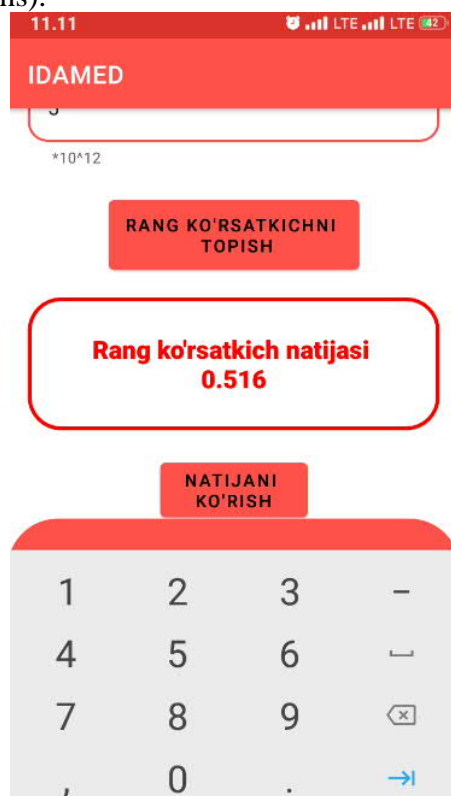 ns).
11.11 LTE LTE 42
IDAMED
*10^12
RANG KO'RSATKICHNI
TOPISH
Rang ko'rsatkich natijasi
0.516
NATIJANI
KO'RISH
1 2 3 –
4 5 6
7 8 9
, 0 .